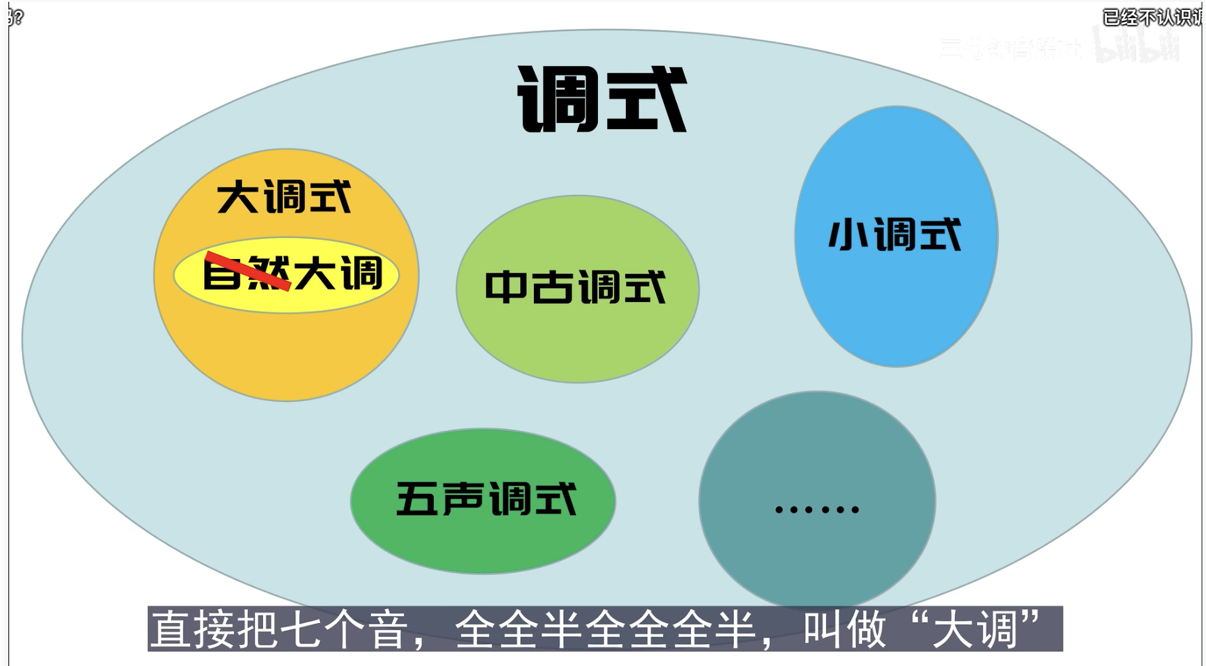 已经不认识调
bilibili
调式
大调式
自然大调
中古调式
小调式
五声调式
……
直接把七个音，全全半全全全半，叫做“大调”